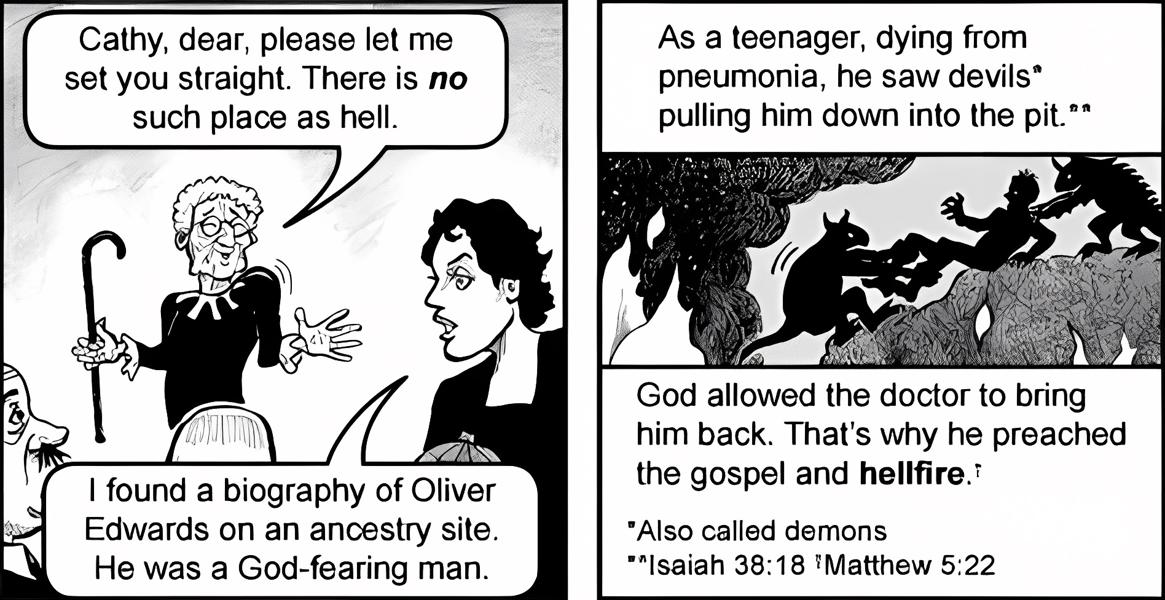 Cathy, dear, please let me
set you straight. There is no
such place as hell.
I found a biography of Oliver
Edwards on an ancestry site.
He was a God-fearing man.
As a teenager, dying from
pneumonia, he saw devils*
pulling him down into the pit.**
God allowed the doctor to bring
him back. That's why he preached
the gospel and hellfire.†
*Also called demons
**Isaiah 38:18 †Matthew 5:22